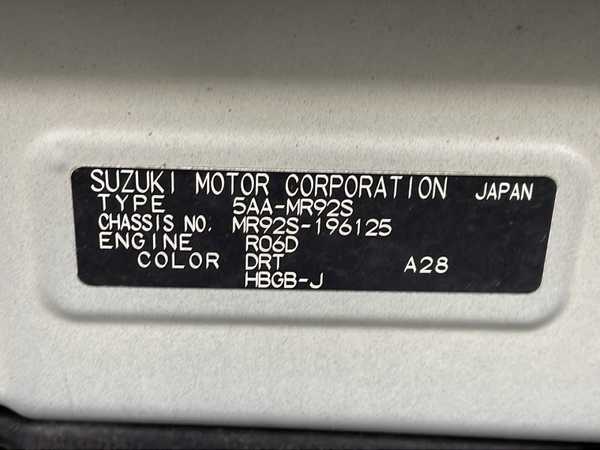 SUZUKI MOTOR CORPORATION JAPAN
TYPE 5AA-MR92S
CHASSIS NO. MR92S-196125
ENGINE R06D
COLOR DRT A28
HBGB-J